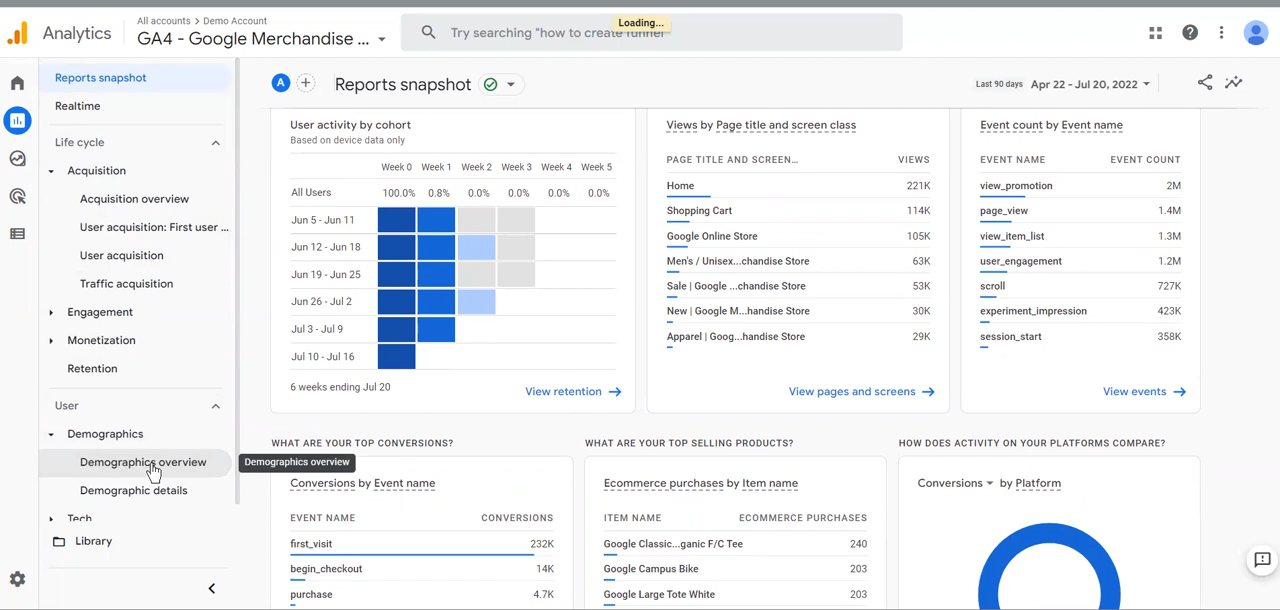 All accounts > Demo Account
Loading...
Analytics
GA4 - Google Merchandise ...
Try searching "how to create funnel"
Reports snapshot
Realtime
Life cycle
Acquisition
Acquisition overview
User acquisition: First user ...
User acquisition
Traffic acquisition
Engagement
Monetization
Retention
User
Demographics
Demographics overview
Demographic details
Tech
Library
A
Reports snapshot
Last 90 days Apr 22 - Jul 20, 2022
User activity by cohort
Based on device data only
Week 0 Week 1 Week 2 Week 3 Week 4 Week 5
All Users 100.0% 0.8% 0.0% 0.0% 0.0% 0.0%
Jun 5 - Jun 11
Jun 12 - Jun 18
Jun 19 - Jun 25
Jun 26 - Jul 2
Jul 3 - Jul 9
Jul 10 - Jul 16
6 weeks ending Jul 20
View retention
Views by Page title and screen class
PAGE TITLE AND SCREEN... VIEWS
Home 221K
Shopping Cart 114K
Google Online Store 105K
Men's / Unisex...chandise Store 63K
Sale | Google ...chandise Store 53K
New | Google M...handise Store 30K
Apparel | Goog...handise Store 29K
View pages and screens
Event count by Event name
EVENT NAME EVENT COUNT
view_promotion 2M
page_view 1.4M
view_item_list 1.3M
user_engagement 1.2M
scroll 727K
experiment_impression 423K
session_start 358K
View events
Demographics overview
WHAT ARE YOUR TOP CONVERSIONS?
Conversions by Event name
EVENT NAME CONVERSIONS
first_visit 232K
begin_checkout 14K
purchase 4.7K
WHAT ARE YOUR TOP SELLING PRODUCTS?
Ecommerce purchases by Item name
ITEM NAME ECOMMERCE PURCHASES
Google Classic...ganic F/C Tee 240
Google Campus Bike 203
Google Large Tote White 203
HOW DOES ACTIVITY ON YOUR PLATFORMS COMPARE?
Conversions by Platform